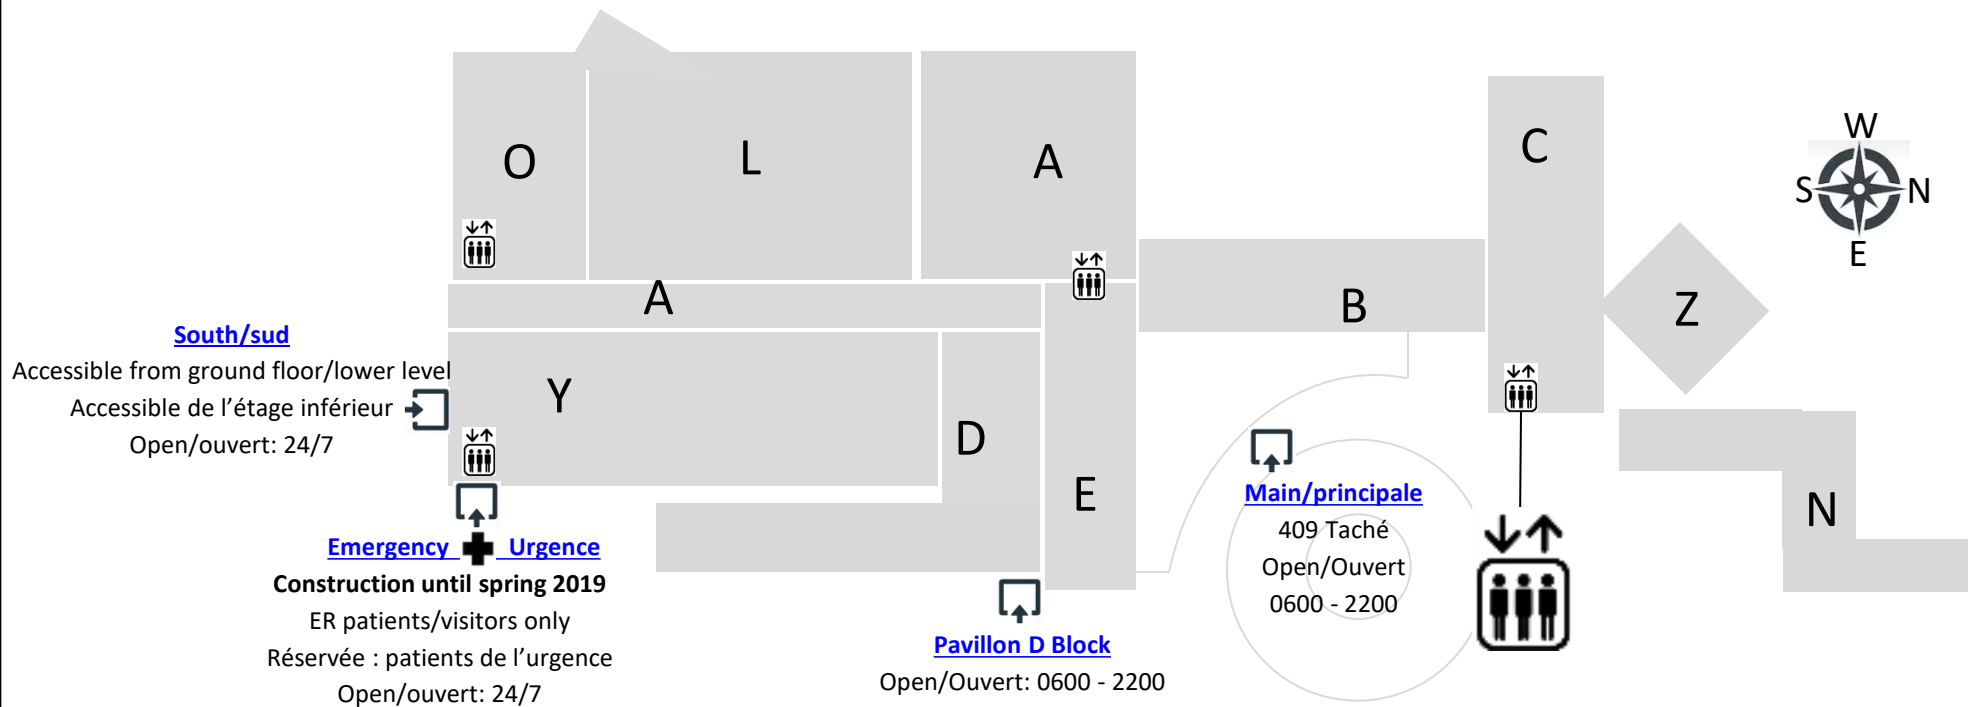 O
L
A
C
W
S
N
E
A
B
Z
South/sud
Accessible from ground floor/lower level
Accessible de l’étage inférieur
Open/ouvert: 24/7
Y
D
E
N
Emergency Urgence
Construction until spring 2019
ER patients/visitors only
Réservée : patients de l’urgence
Open/ouvert: 24/7
Pavillon D Block
Open/Ouvert: 0600 - 2200
Main/principale
409 Taché
Open/Ouvert
0600 - 2200